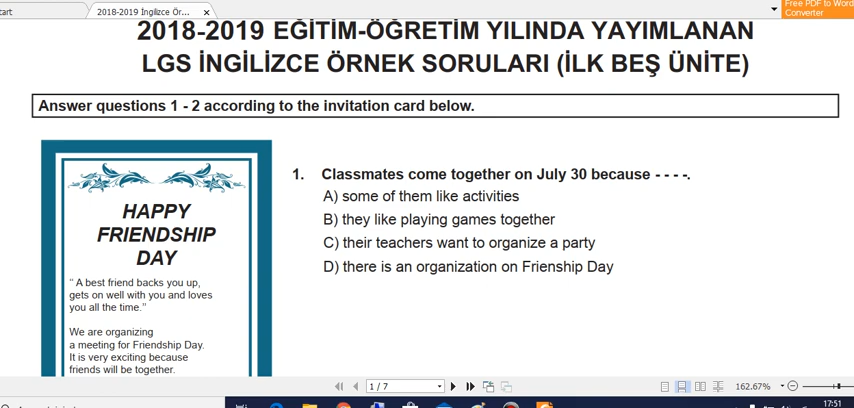 tart
2018-2019 İngilizce Ör...
Free PDF to Word
Converter
2018-2019 EĞİTİM-ÖĞRETİM YILINDA YAYIMLANAN
LGS İNGİLİZCE ÖRNEK SORULARI (İLK BEŞ ÜNİTE)
Answer questions 1 - 2 according to the invitation card below.
HAPPY
FRIENDSHIP
DAY
“ A best friend backs you up,
gets on well with you and loves
you all the time.”
We are organizing
a meeting for Friendship Day.
It is very exciting because
friends will be together.
1. Classmates come together on July 30 because - - - -.
A) some of them like activities
B) they like playing games together
C) their teachers want to organize a party
D) there is an organization on Frienship Day
1 / 7
162.67%
17:51